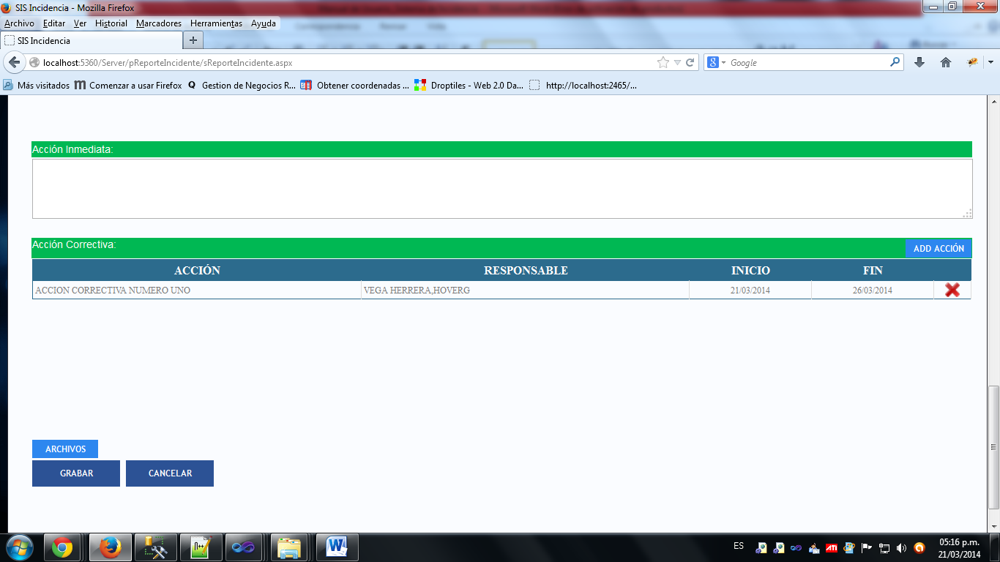 SIS Incidencia - Mozilla Firefox
Archivo Editar Ver Historial Marcadores Herramientas Ayuda
SIS Incidencia
localhost:5360/Server/pReporteIncidente/sReporteIncidente.aspx
Google
Más visitados Comenzar a usar Firefox Gestion de Negocios R... Obtener coordenadas ... Droptiles - Web 2.0 Da... http://localhost:2465/...
Acción Inmediata:
Acción Correctiva:
ADD ACCIÓN
ACCIÓN RESPONSABLE INICIO FIN
ACCION CORRECTIVA NUMERO UNO VEGA HERRERA,HOVERG 21/03/2014 26/03/2014
ARCHIVOS
GRABAR CANCELAR
ES
05:16 p.m.
21/03/2014